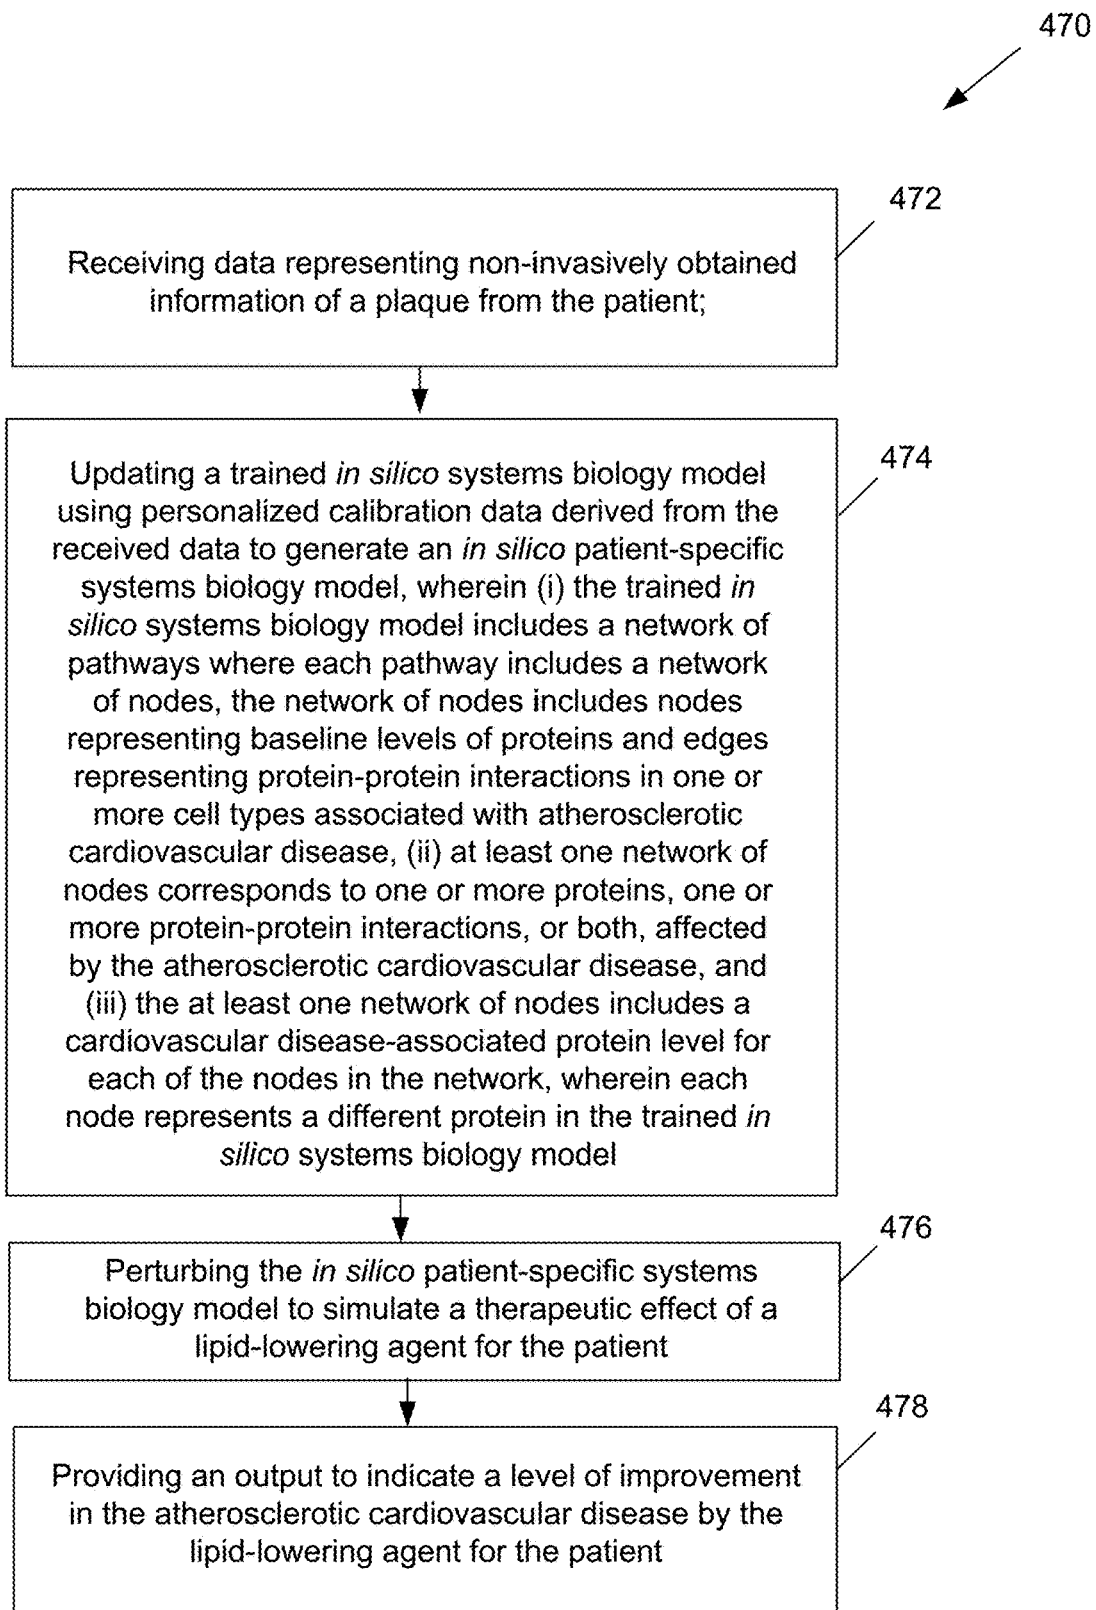 470
472
Receiving data representing non-invasively obtained
information of a plaque from the patient;
474
Updating a trained in silico systems biology model
using personalized calibration data derived from the
received data to generate an in silico patient-specific
systems biology model, wherein (i) the trained in
silico systems biology model includes a network of
pathways where each pathway includes a network
of nodes, the network of nodes includes nodes
representing baseline levels of proteins and edges
representing protein-protein interactions in one or
more cell types associated with atherosclerotic
cardiovascular disease, (ii) at least one network of
nodes corresponds to one or more proteins, one or
more protein-protein interactions, or both, affected
by the atherosclerotic cardiovascular disease, and
(iii) the at least one network of nodes includes a
cardiovascular disease-associated protein level for
each of the nodes in the network, wherein each
node represents a different protein in the trained in
silico systems biology model
476
Perturbing the in silico patient-specific systems
biology model to simulate a therapeutic effect of a
lipid-lowering agent for the patient
478
Providing an output to indicate a level of improvement
in the atherosclerotic cardiovascular disease by the
lipid-lowering agent for the patient